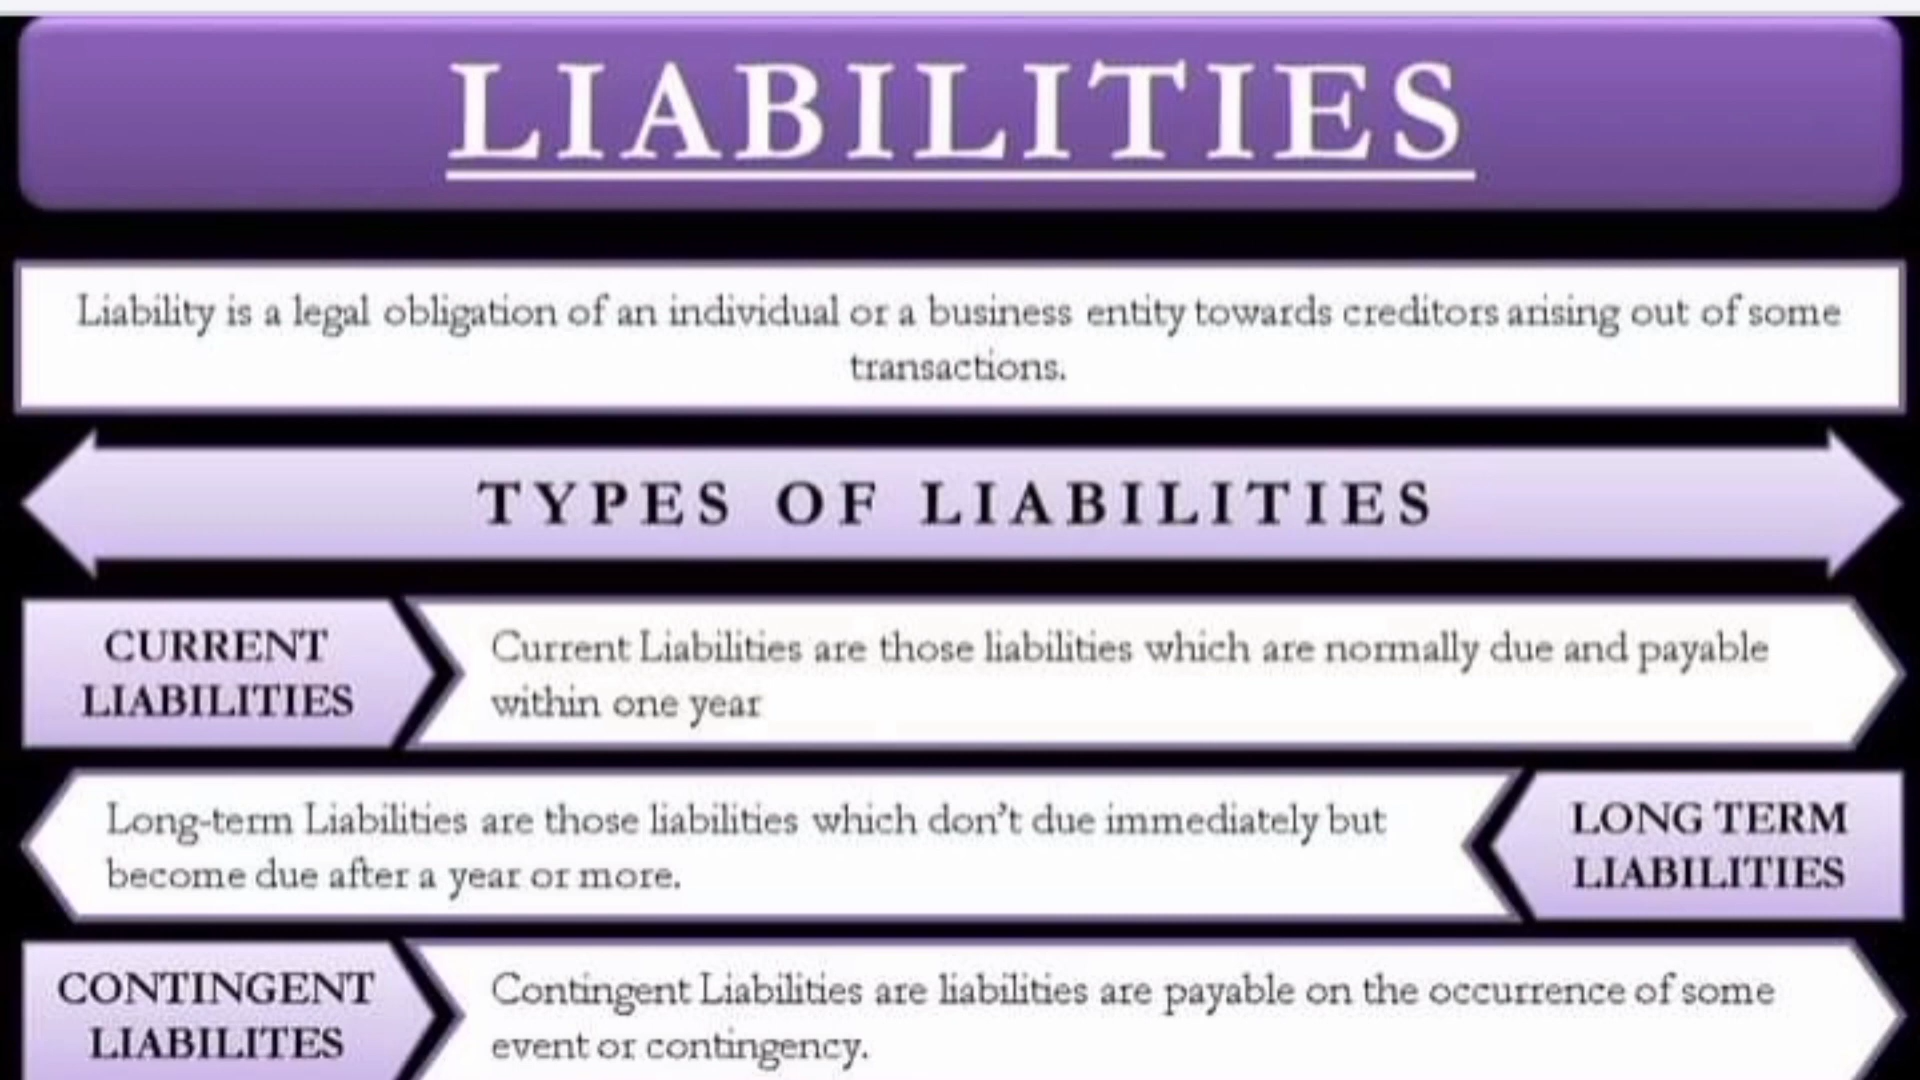 LIABILITIES
Liability is a legal obligation of an individual or a business entity towards creditors arising out of some
transactions.
TYPES OF LIABILITIES
CURRENT
LIABILITIES
Current Liabilities are those liabilities which are normally due and payable
within one year
Long-term Liabilities are those liabilities which don't due immediately but
become due after a year or more.
LONG TERM
LIABILITIES
CONTINGENT
LIABILITES
Contingent Liabilities are liabilities are payable on the occurrence of some
event or contingency.